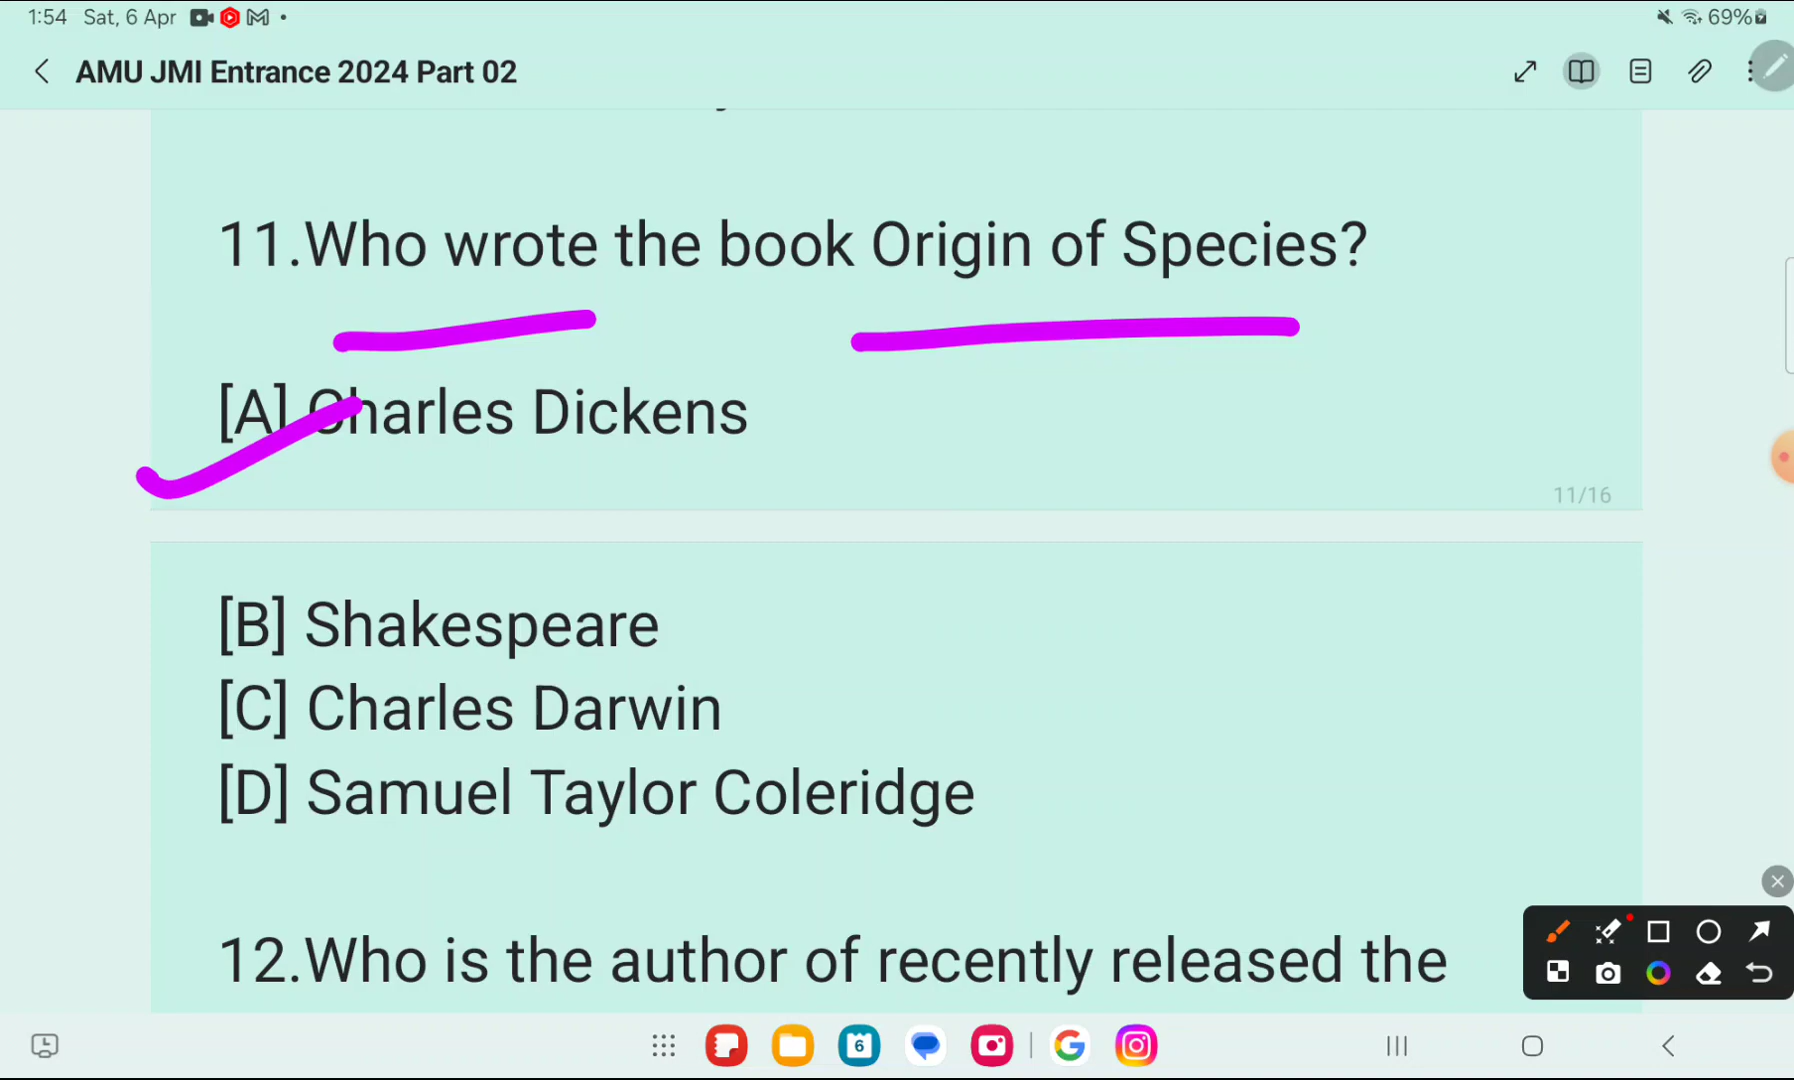 1:54 Sat, 6 Apr
69%
AMU JMI Entrance 2024 Part 02
11.Who wrote the book Origin of Species?
[A] Charles Dickens
11/16
[B] Shakespeare
[C] Charles Darwin
[D] Samuel Taylor Coleridge
12.Who is the author of recently released the
6